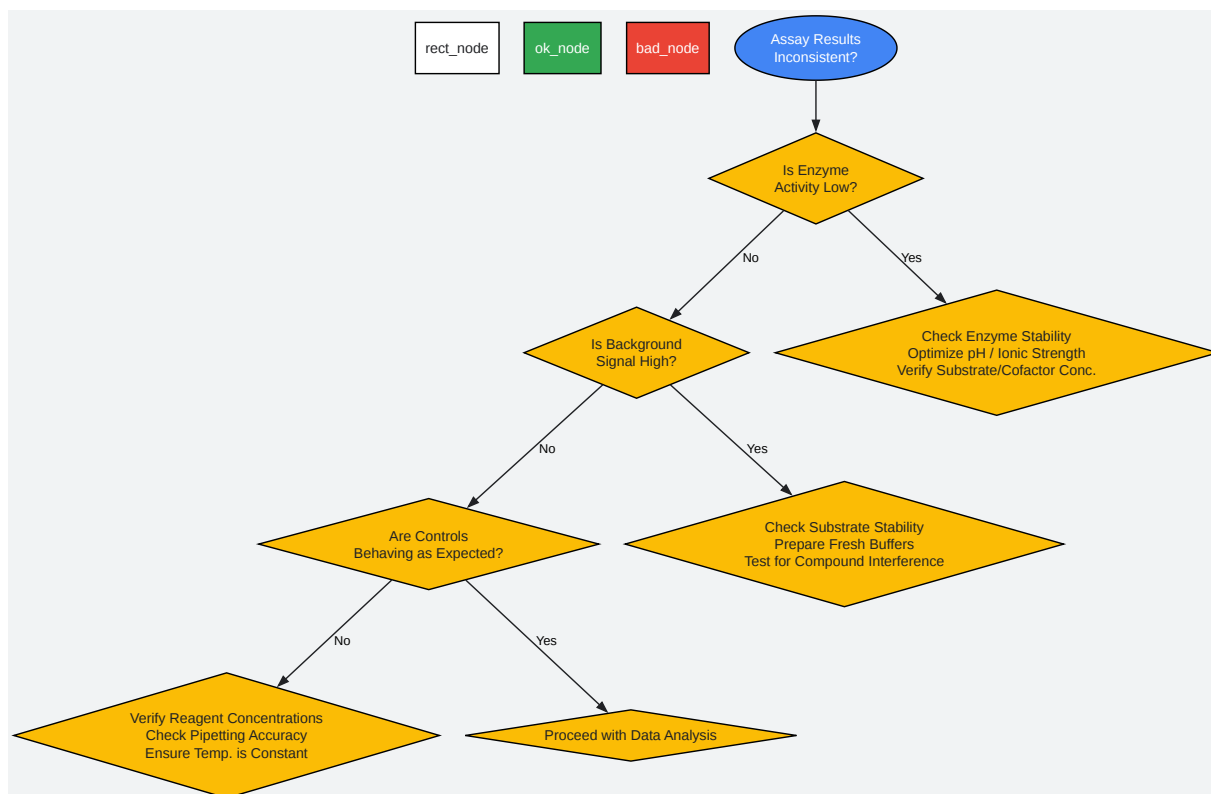 rect_node
ok_node
bad_node
Assay Results
Inconsistent?
Is Enzyme
Activity Low?
No
Yes
Is Background
Signal High?
Check Enzyme Stability
Optimize pH / Ionic Strength
Verify Substrate/Cofactor Conc.
No
Yes
Are Controls
Behaving as Expected?
Check Substrate Stability
Prepare Fresh Buffers
Test for Compound Interference
No
Yes
Verify Reagent Concentrations
Check Pipetting Accuracy
Ensure Temp. is Constant
Proceed with Data Analysis